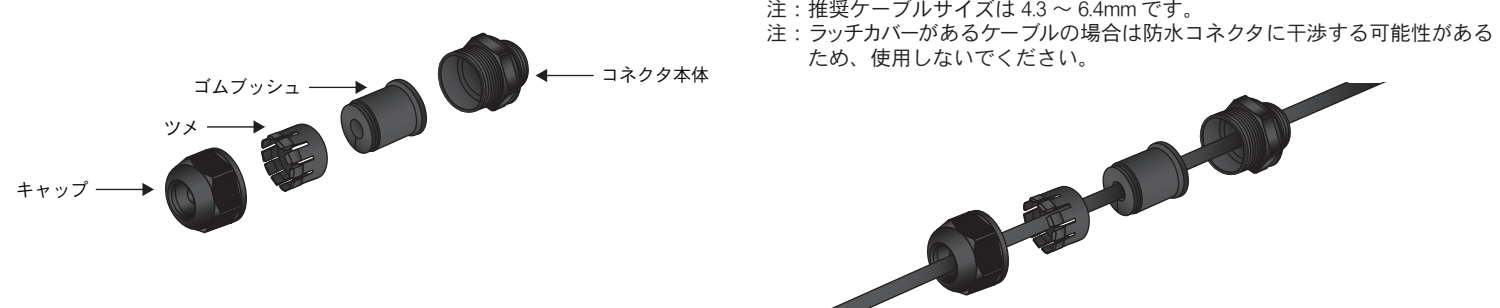 コネクタ本体
ゴムブッシュ
ツメ
キャップ
注：推奨ケーブルサイズは 4.3 ～ 6.4mm です。
注：ラッチカバーがあるケーブルの場合は防水コネクタに干渉する可能性がある
ため、使用しないでください。